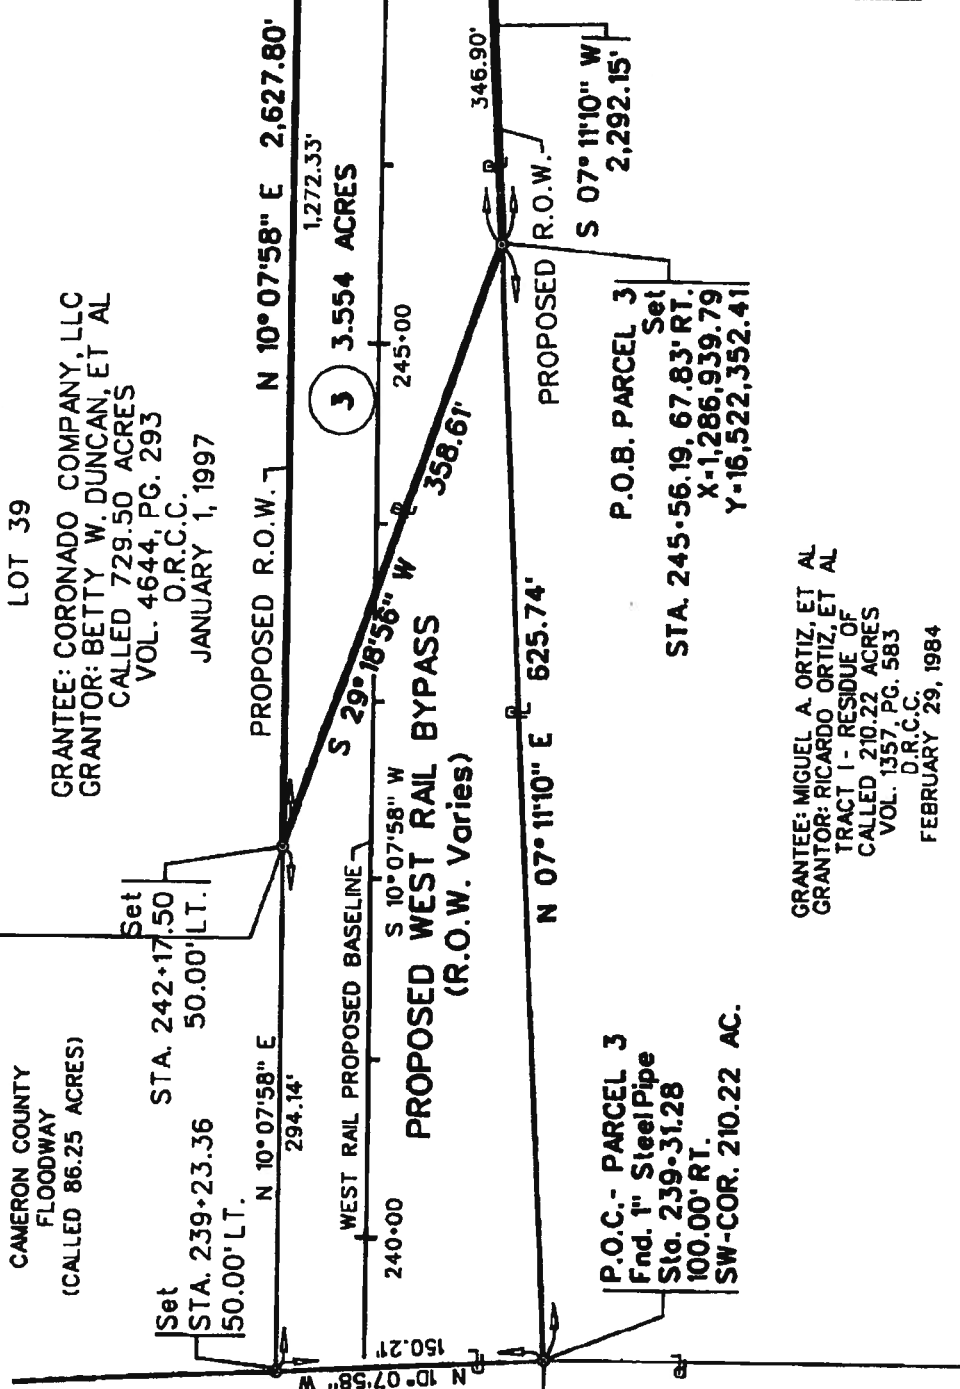 LOT 39
GRANTEE: CORONADO COMPANY, LLC
GRANTOR: BETTY W. DUNCAN, ET AL
CALLED 729.50 ACRES
VOL. 4644, PG. 293
O.R.C.C.
JANUARY 1, 1997
CAMERON COUNTY
FLOODWAY
(CALLED 86.25 ACRES)
Set
STA. 242+17.50
50.00' LT.
Set
STA. 239+23.36
50.00' LT.
PROPOSED R.O.W.
N 10° 07'58" E 2,627.80'
1,272.33'
3
3.554 ACRES
N 10° 07'58" E
294.14'
245+00
240+00
WEST RAIL PROPOSED BASELINE
S 10° 07'58" W
S 29° 18'56" W
358.61'
PROPOSED WEST RAIL BYPASS
(R.O.W. Varies)
N 10° 07'58" W
150.21'
346.90'
PROPOSED R.O.W.
S 07° 11'10" W
2,292.15'
N 07° 11'10" E 625.74'
P.O.B. PARCEL 3
Set
STA. 245+56.19, 67.83' RT.
X=1,286,939.79
Y=16,522,352.41
P.O.C.- PARCEL 3
Fnd. 1" Steel Pipe
Sta. 239+31.28
100.00' RT.
SW-COR. 210.22 AC.
GRANTEE: MIGUEL A. ORTIZ, ET AL
GRANTOR: RICARDO ORTIZ, ET AL
TRACT I - RESIDUE OF
CALLED 210.22 ACRES
VOL. 1357, PG. 583
D.R.C.C.
FEBRUARY 29, 1984